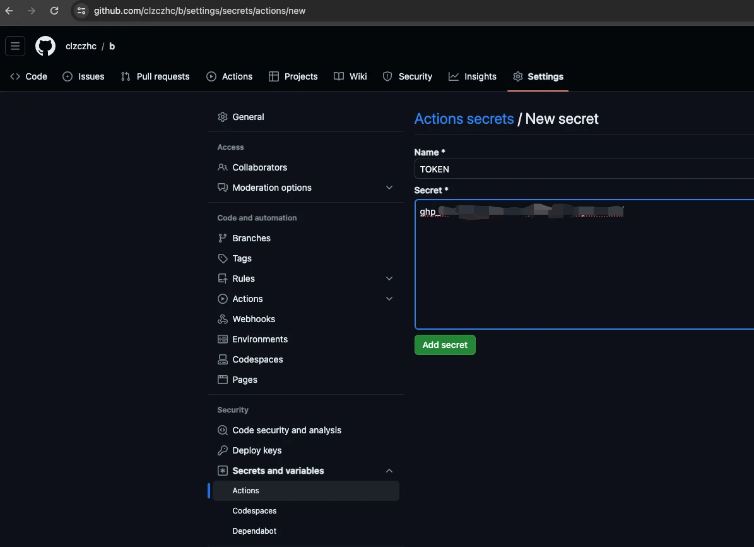 github.com/clzczhc/b/settings/secrets/actions/new
clzczhc / b
Code Issues Pull requests Actions Projects Wiki Security Insights Settings
General
Access
Collaborators
Moderation options
Code and automation
Branches
Tags
Rules
Actions
Webhooks
Environments
Codespaces
Pages
Security
Code security and analysis
Deploy keys
Secrets and variables
Actions
Codespaces
Dependabot
Actions secrets / New secret
Name *
TOKEN
Secret *
ghp_
Add secret